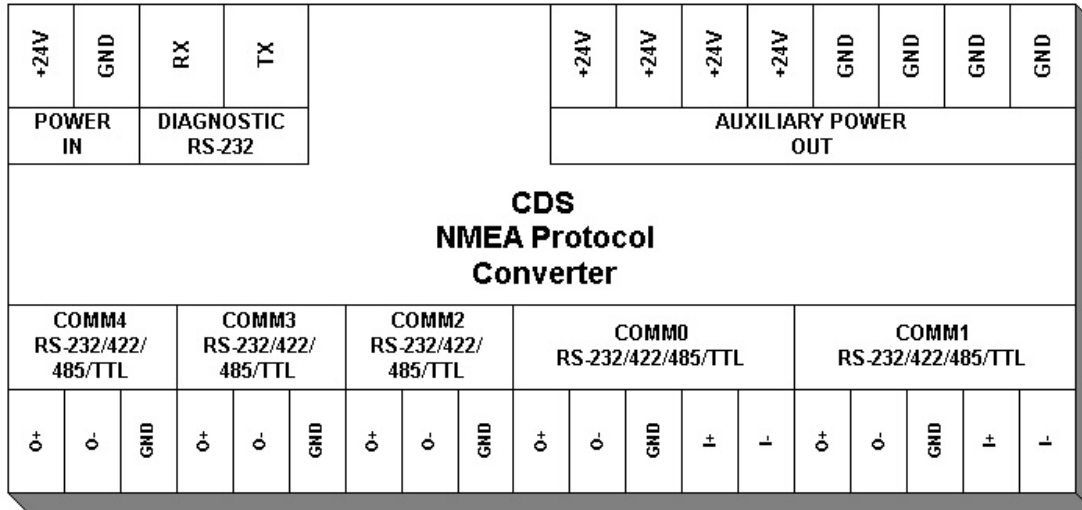 +24V GND RX TX +24V +24V +24V +24V GND GND GND GND
POWER
IN
DIAGNOSTIC
RS-232
AUXILIARY POWER
OUT
CDS
NMEA Protocol
Converter
COMM4
RS-232/422/
485/TTL
COMM3
RS-232/422/
485/TTL
COMM2
RS-232/422/
485/TTL
COMM0
RS-232/422/485/TTL
COMM1
RS-232/422/485/TTL
O+ O- GND O+ O- GND O+ O- GND O+ O- GND I+ I- O+ O- GND I+ I-